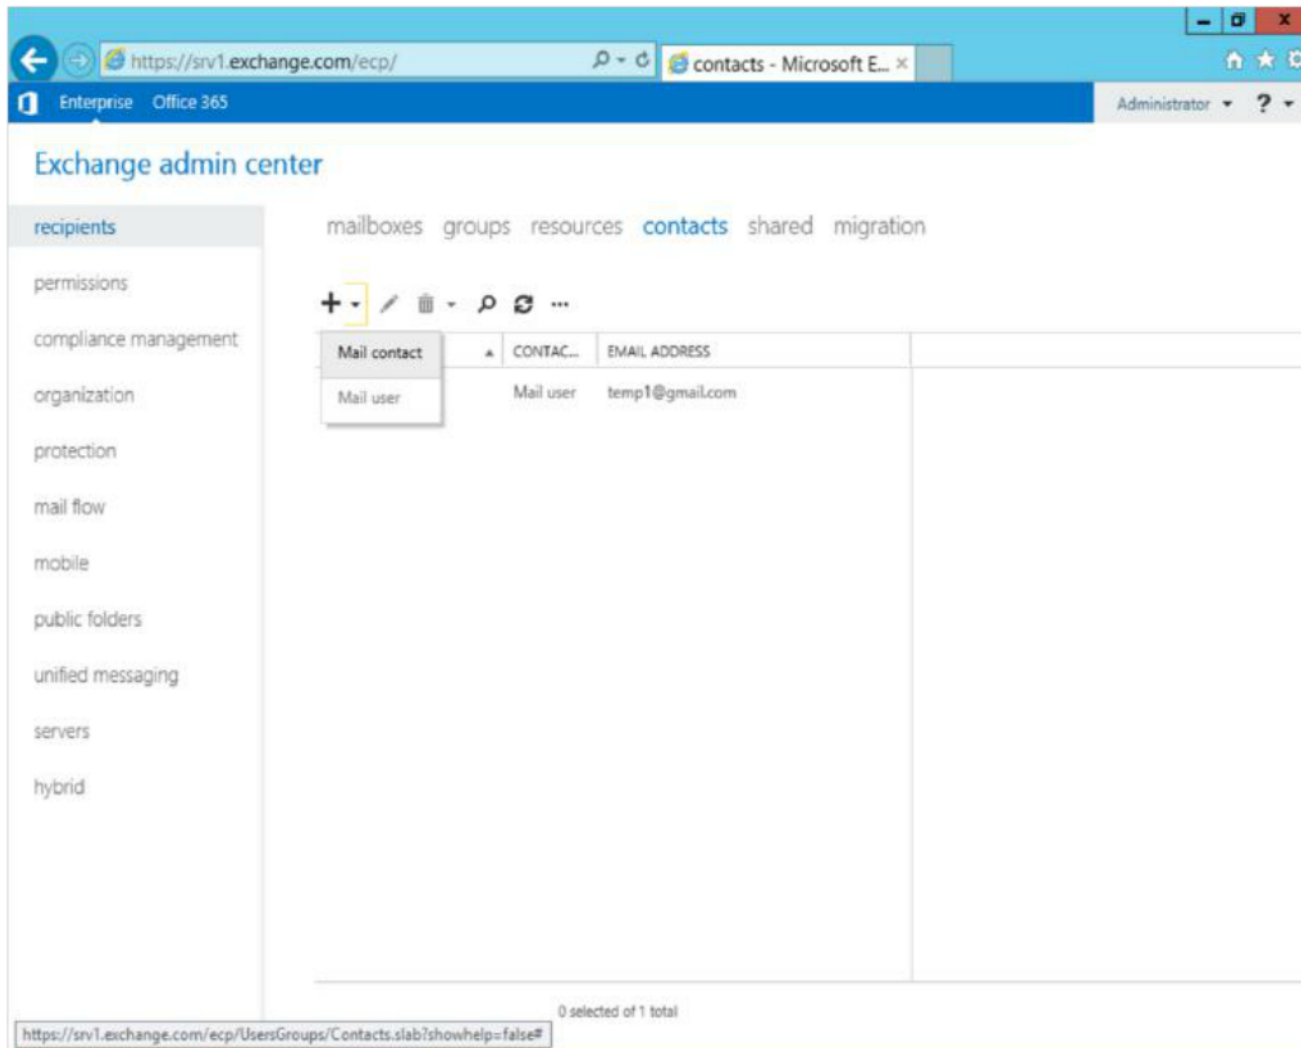 https://srv1.exchange.com/ecp/
contacts - Microsoft E...
Enterprise Office 365
Administrator ?
Exchange admin center
recipients
permissions
compliance management
organization
protection
mail flow
mobile
public folders
unified messaging
servers
hybrid
mailboxes groups resources contacts shared migration
Mail contact
Mail user
CONTAC... EMAIL ADDRESS
Mail user temp1@gmail.com
0 selected of 1 total
https://srv1.exchange.com/ecp/UsersGroups/Contacts.slab?showhelp=false#